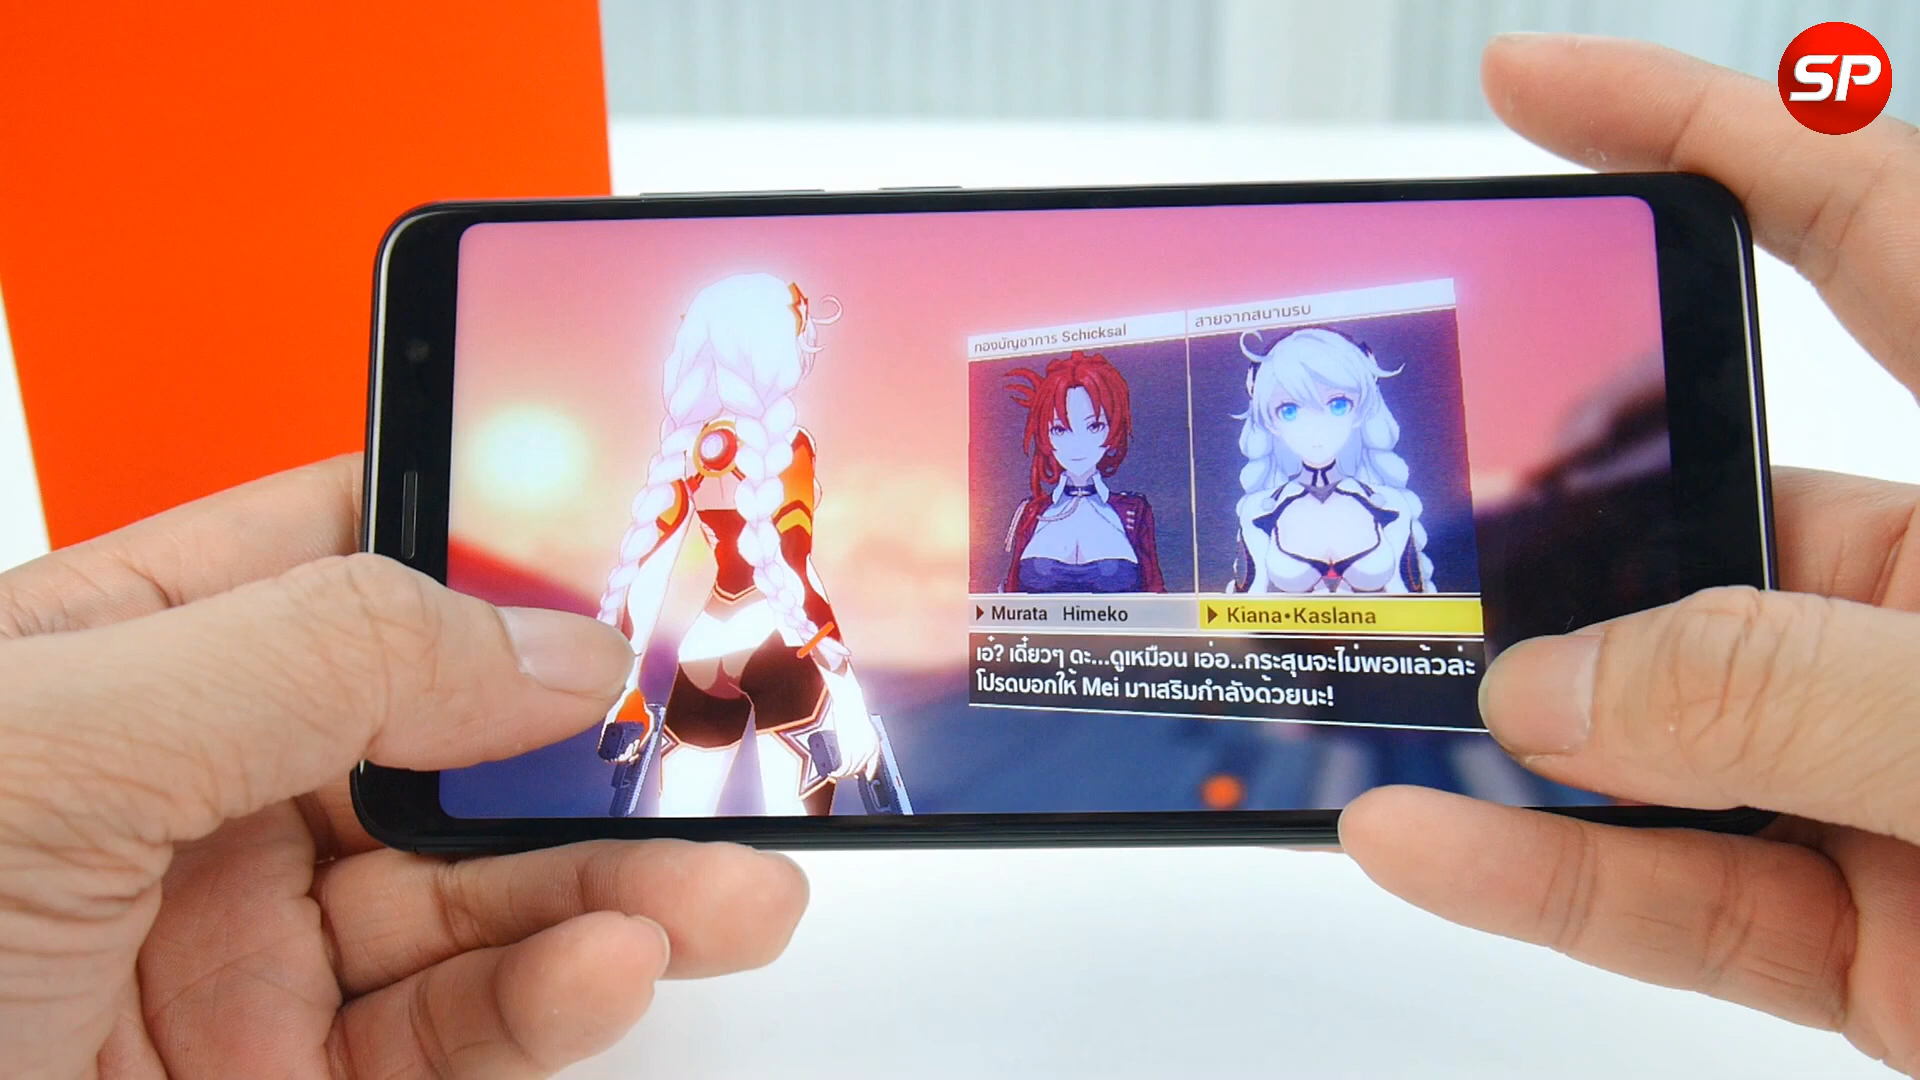 SP
กองบัญชาการ Schicksal
สายจากสนามรบ
Murata Himeko
Kiana•Kaslana
เอ๋? เดี๋ยวๆ ดะ...ดูเหมือน เอ่อ..กระสุนจะไม่พอแล้วล่ะ
โปรดบอกให้ Mei มาเสริมกำลังด้วยนะ!